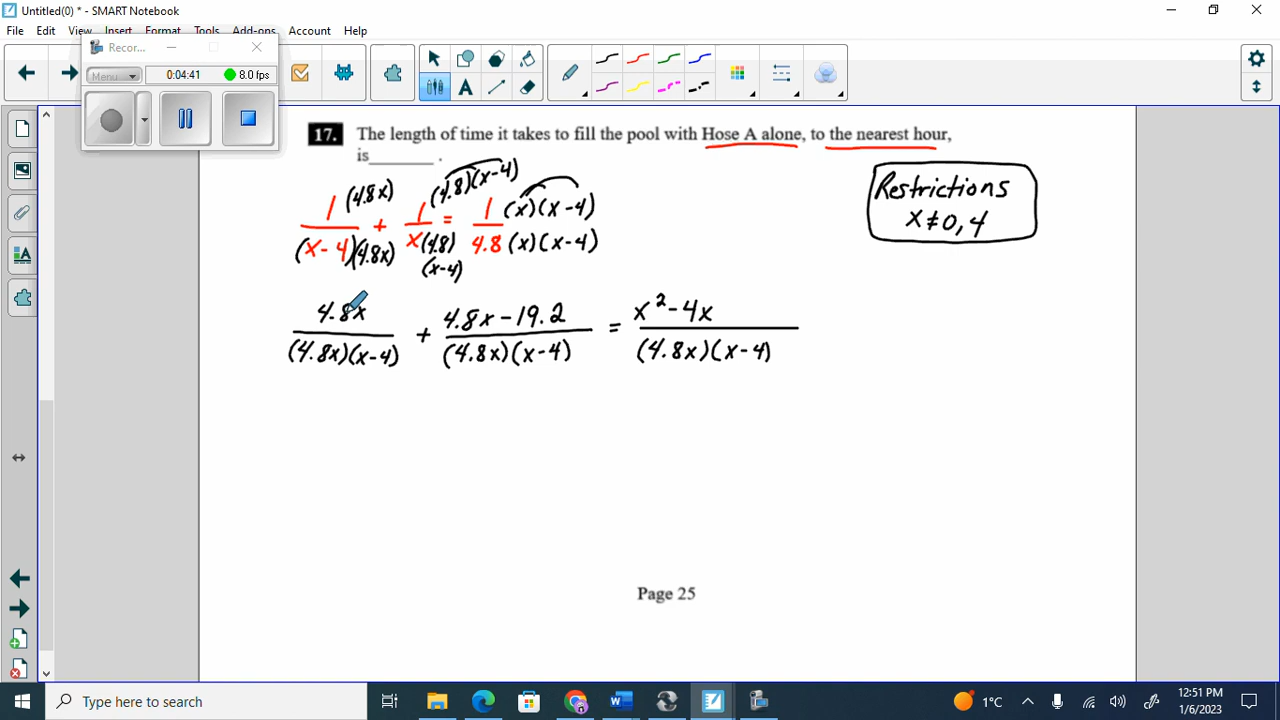 Untitled(0) * - SMART Notebook
File Edit View Insert Format Tools Add-ons Account Help
Recor...
Menu 0:04:41 8.0 fps
17. The length of time it takes to fill the pool with Hose A alone, to the nearest hour,
is_______ .
1(4.8x)/(x-4)(4.8x) + 1(4.8)(x-4)/x(4.8)(x-4) = 1(x)(x-4)/4.8(x)(x-4)
Restrictions
x≠0,4
4.8x/(4.8x)(x-4) + 4.8x-19.2/(4.8x)(x-4) = x²-4x/(4.8x)(x-4)
Page 25
Type here to search
1°C
12:51 PM
1/6/2023